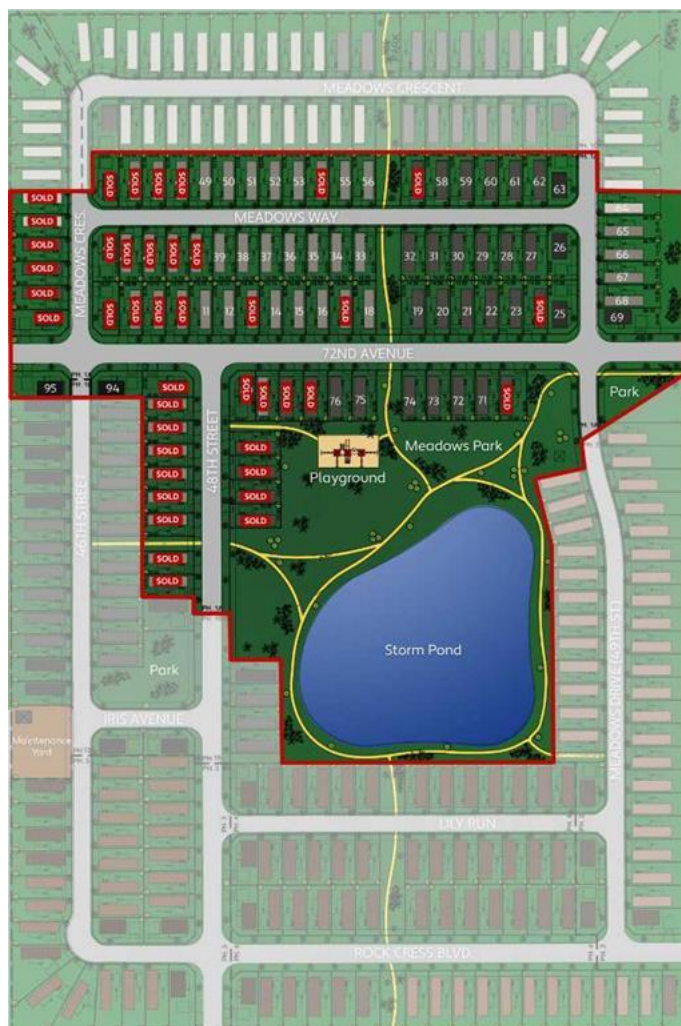 PARK
MEADOWS CRESCENT
SOLD SOLD SOLD SOLD 49 50 51 52 53 SOLD 55 56 SOLD 58 59 60 61 62 63
SOLD
SOLD
SOLD
SOLD
SOLD
SOLD
MEADOWS CRES
MEADOWS WAY
64
65
66
67
68
69
SOLD SOLD SOLD SOLD SOLD 39 38 37 36 35 34 33 32 31 30 29 28 27 26
SOLD SOLD SOLD SOLD 11 12 SOLD 14 15 16 SOLD 18 19 20 21 22 23 SOLD 25
72ND AVENUE
95 94 SOLD
SOLD SOLD SOLD SOLD 76 75 74 73 72 71 SOLD
Park
SOLD
SOLD
SOLD
SOLD
SOLD
SOLD
SOLD
SOLD
48TH STREET
SOLD
SOLD
SOLD
SOLD
Playground
Meadows Park
46TH STREET
MEADOWS DRIVE (49TH ST)
Storm Pond
Park
IRIS AVENUE
Maintenance
Yard
LILY RUN
ROCK CRESS BLVD.